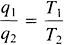 q₁/q₂ = T₁/T₂